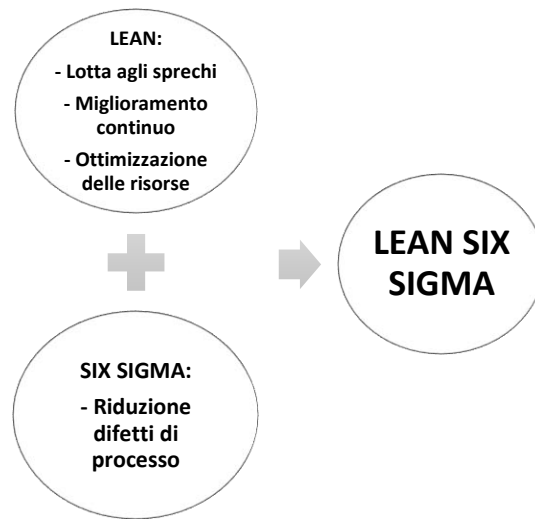 LEAN:
- Lotta agli sprechi
- Miglioramento
continuo
- Ottimizzazione
delle risorse
SIX SIGMA:
- Riduzione
difetti di
processo
LEAN SIX
SIGMA